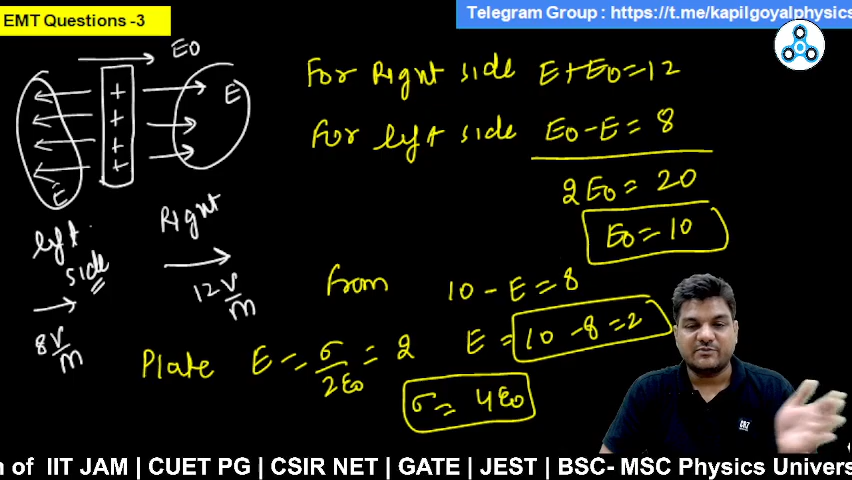 EMT Questions -3
Telegram Group : https://t.me/kapilgoyalphysics
E0
E
E
+
+
+
+
left side
8 V/m
Right
12 V/m
For Right side E+E0=12
For left side E0-E=8
2E0=20
E0=10
From 10-E=8
E=10-8=2
Plate E=σ/2ε0=2
σ=4ε0
n of IIT JAM | CUET PG | CSIR NET | GATE | JEST | BSC- MSC Physics Univers